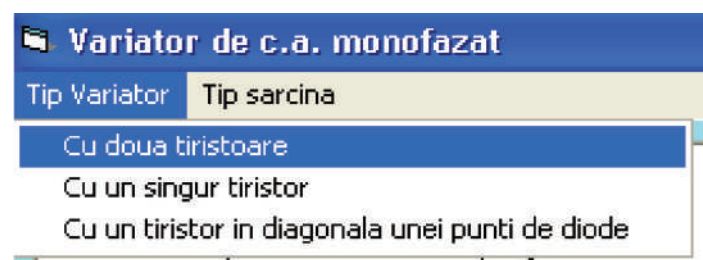 Variator de c.a. monofazat
Tip Variator Tip sarcina
Cu doua tiristoare
Cu un singur tiristor
Cu un tiristor in diagonala unei punti de diode